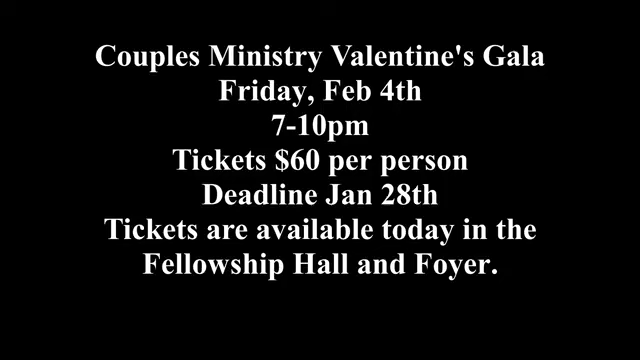 Couples Ministry Valentine's Gala
Friday, Feb 4th
7-10pm
Tickets $60 per person
Deadline Jan 28th
Tickets are available today in the
Fellowship Hall and Foyer.